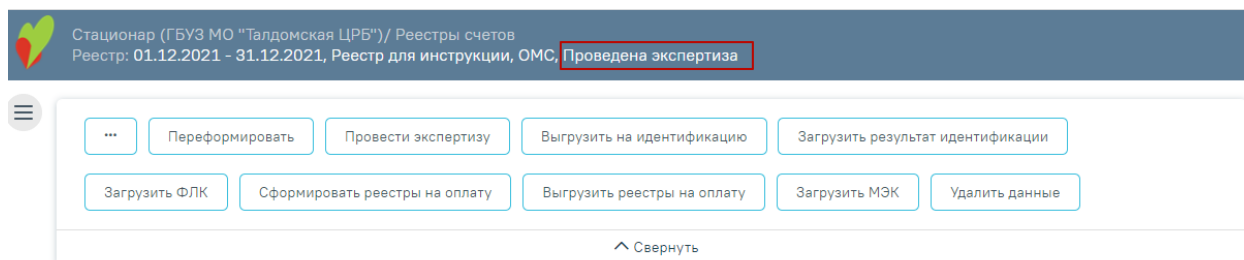 Стационар (ГБУЗ МО "Талдомская ЦРБ")/ Реестры счетов
Реестр: 01.12.2021 - 31.12.2021, Реестр для инструкции, ОМС, Проведена экспертиза
... Переформировать Провести экспертизу Выгрузить на идентификацию Загрузить результат идентификации
Загрузить ФЛК Сформировать реестры на оплату Выгрузить реестры на оплату Загрузить МЭК Удалить данные
Свернуть